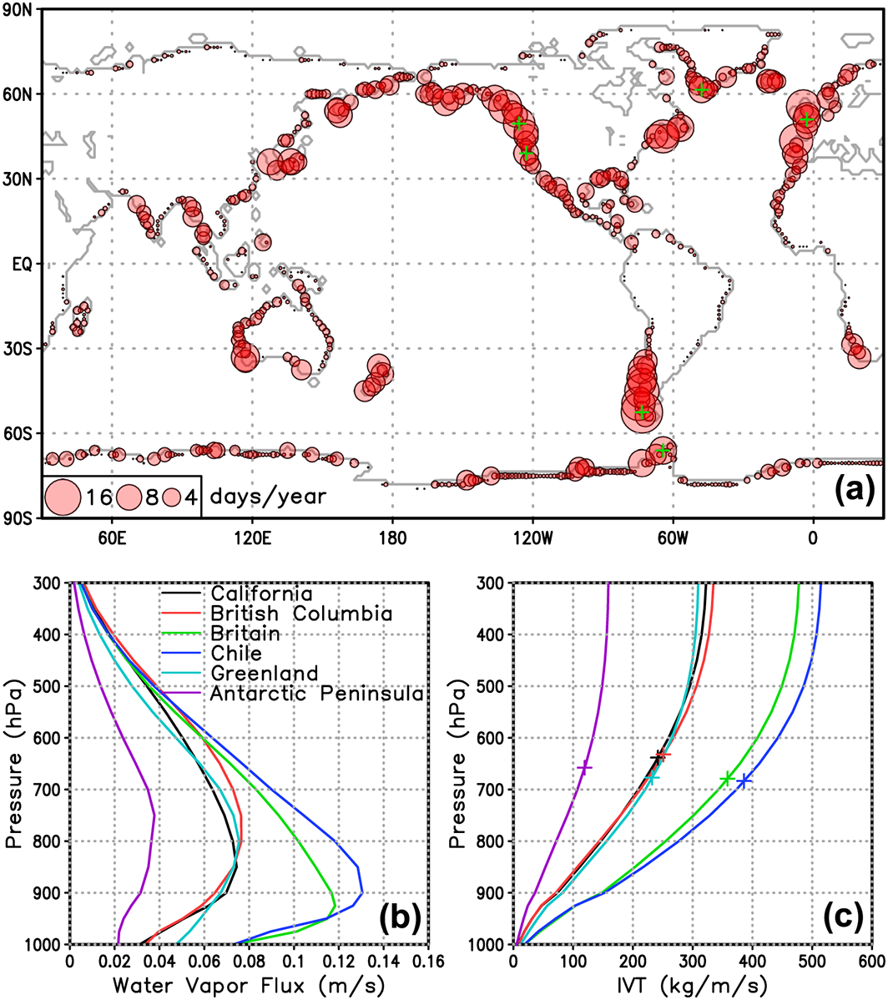 90N
60N
30N
EQ
30S
60S
90S
16 8 4 days/year
(a)
60E 120E 180 120W 60W 0
300
400
500
600
700
800
900
1000
Pressure (hPa)
California
British Columbia
Britain
Chile
Greenland
Antarctic Peninsula
(b)
0 0.02 0.04 0.06 0.08 0.1 0.12 0.14 0.16
Water Vapor Flux (m/s)
300
400
500
600
700
800
900
1000
Pressure (hPa)
(c)
0 100 200 300 400 500 600
IVT (kg/m/s)